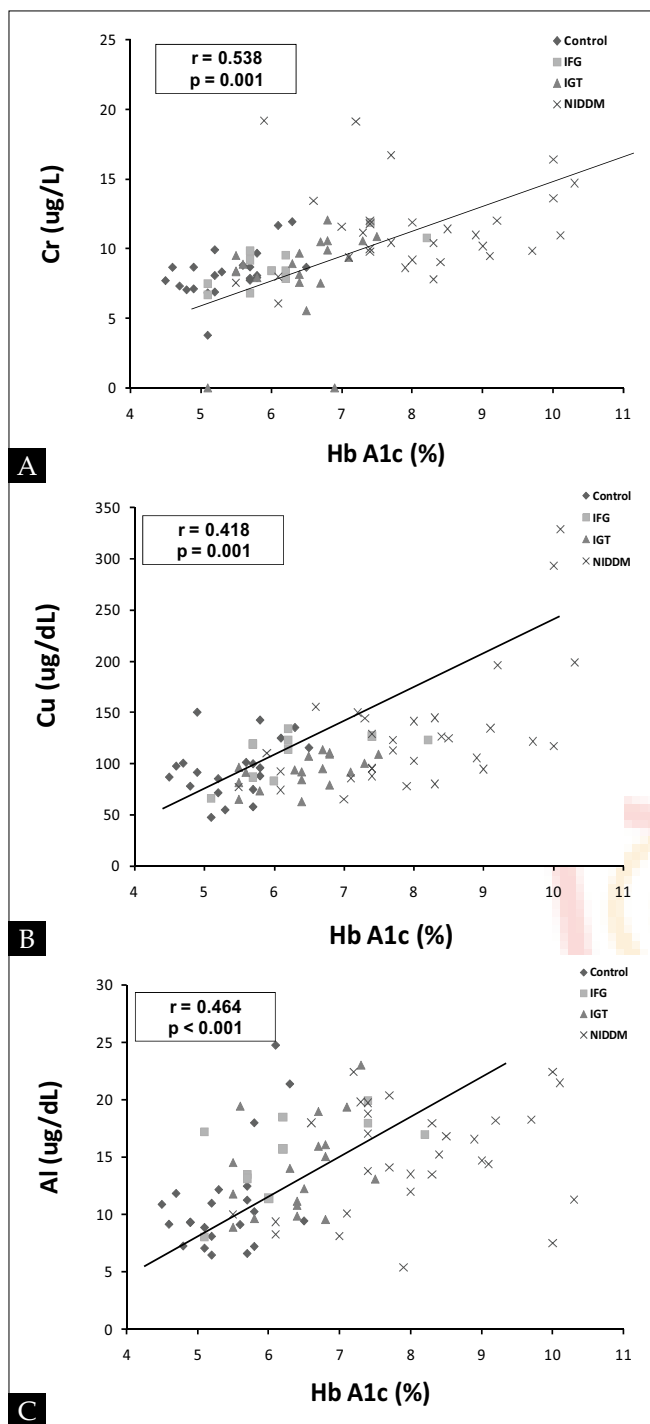 r = 0.538
p = 0.001
Control
IFG
IGT
NIDDM
25
20
15
10
5
0
Cr (ug/L)
4 5 6 7 8 9 10 11
Hb A1c (%)
A
r = 0.418
p = 0.001
Control
IFG
IGT
NIDDM
350
300
250
200
150
100
50
0
Cu (ug/dL)
4 5 6 7 8 9 10 11
Hb A1c (%)
B
r = 0.464
p < 0.001
Control
IFG
IGT
NIDDM
30
25
20
15
10
5
0
Al (ug/dL)
4 5 6 7 8 9 10 11
Hb A1c (%)
C